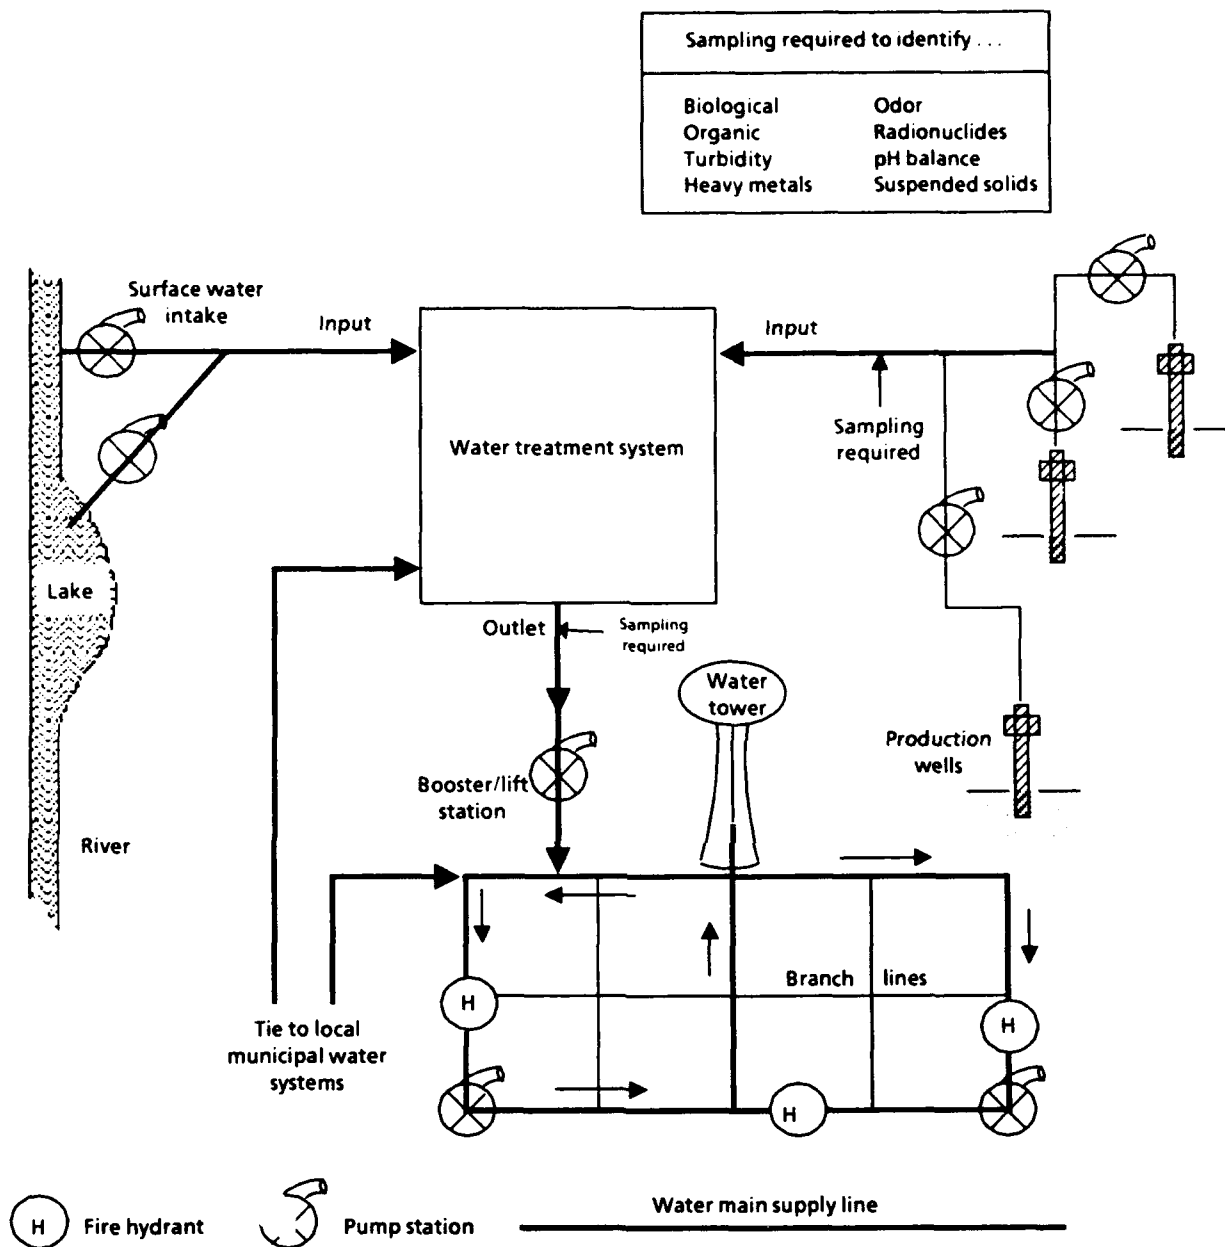 Sampling required to identify . . .
Biological Odor
Organic Radionuclides
Turbidity pH balance
Heavy metals Suspended solids
Surface water
intake
Input
Input
Sampling
required
Water treatment system
Lake
Outlet
Sampling
required
Water
tower
Production
wells
Booster/lift
station
River
Branch lines
H
H
H
Tie to local
municipal water
systems
Water main supply line
H Fire hydrant Pump station